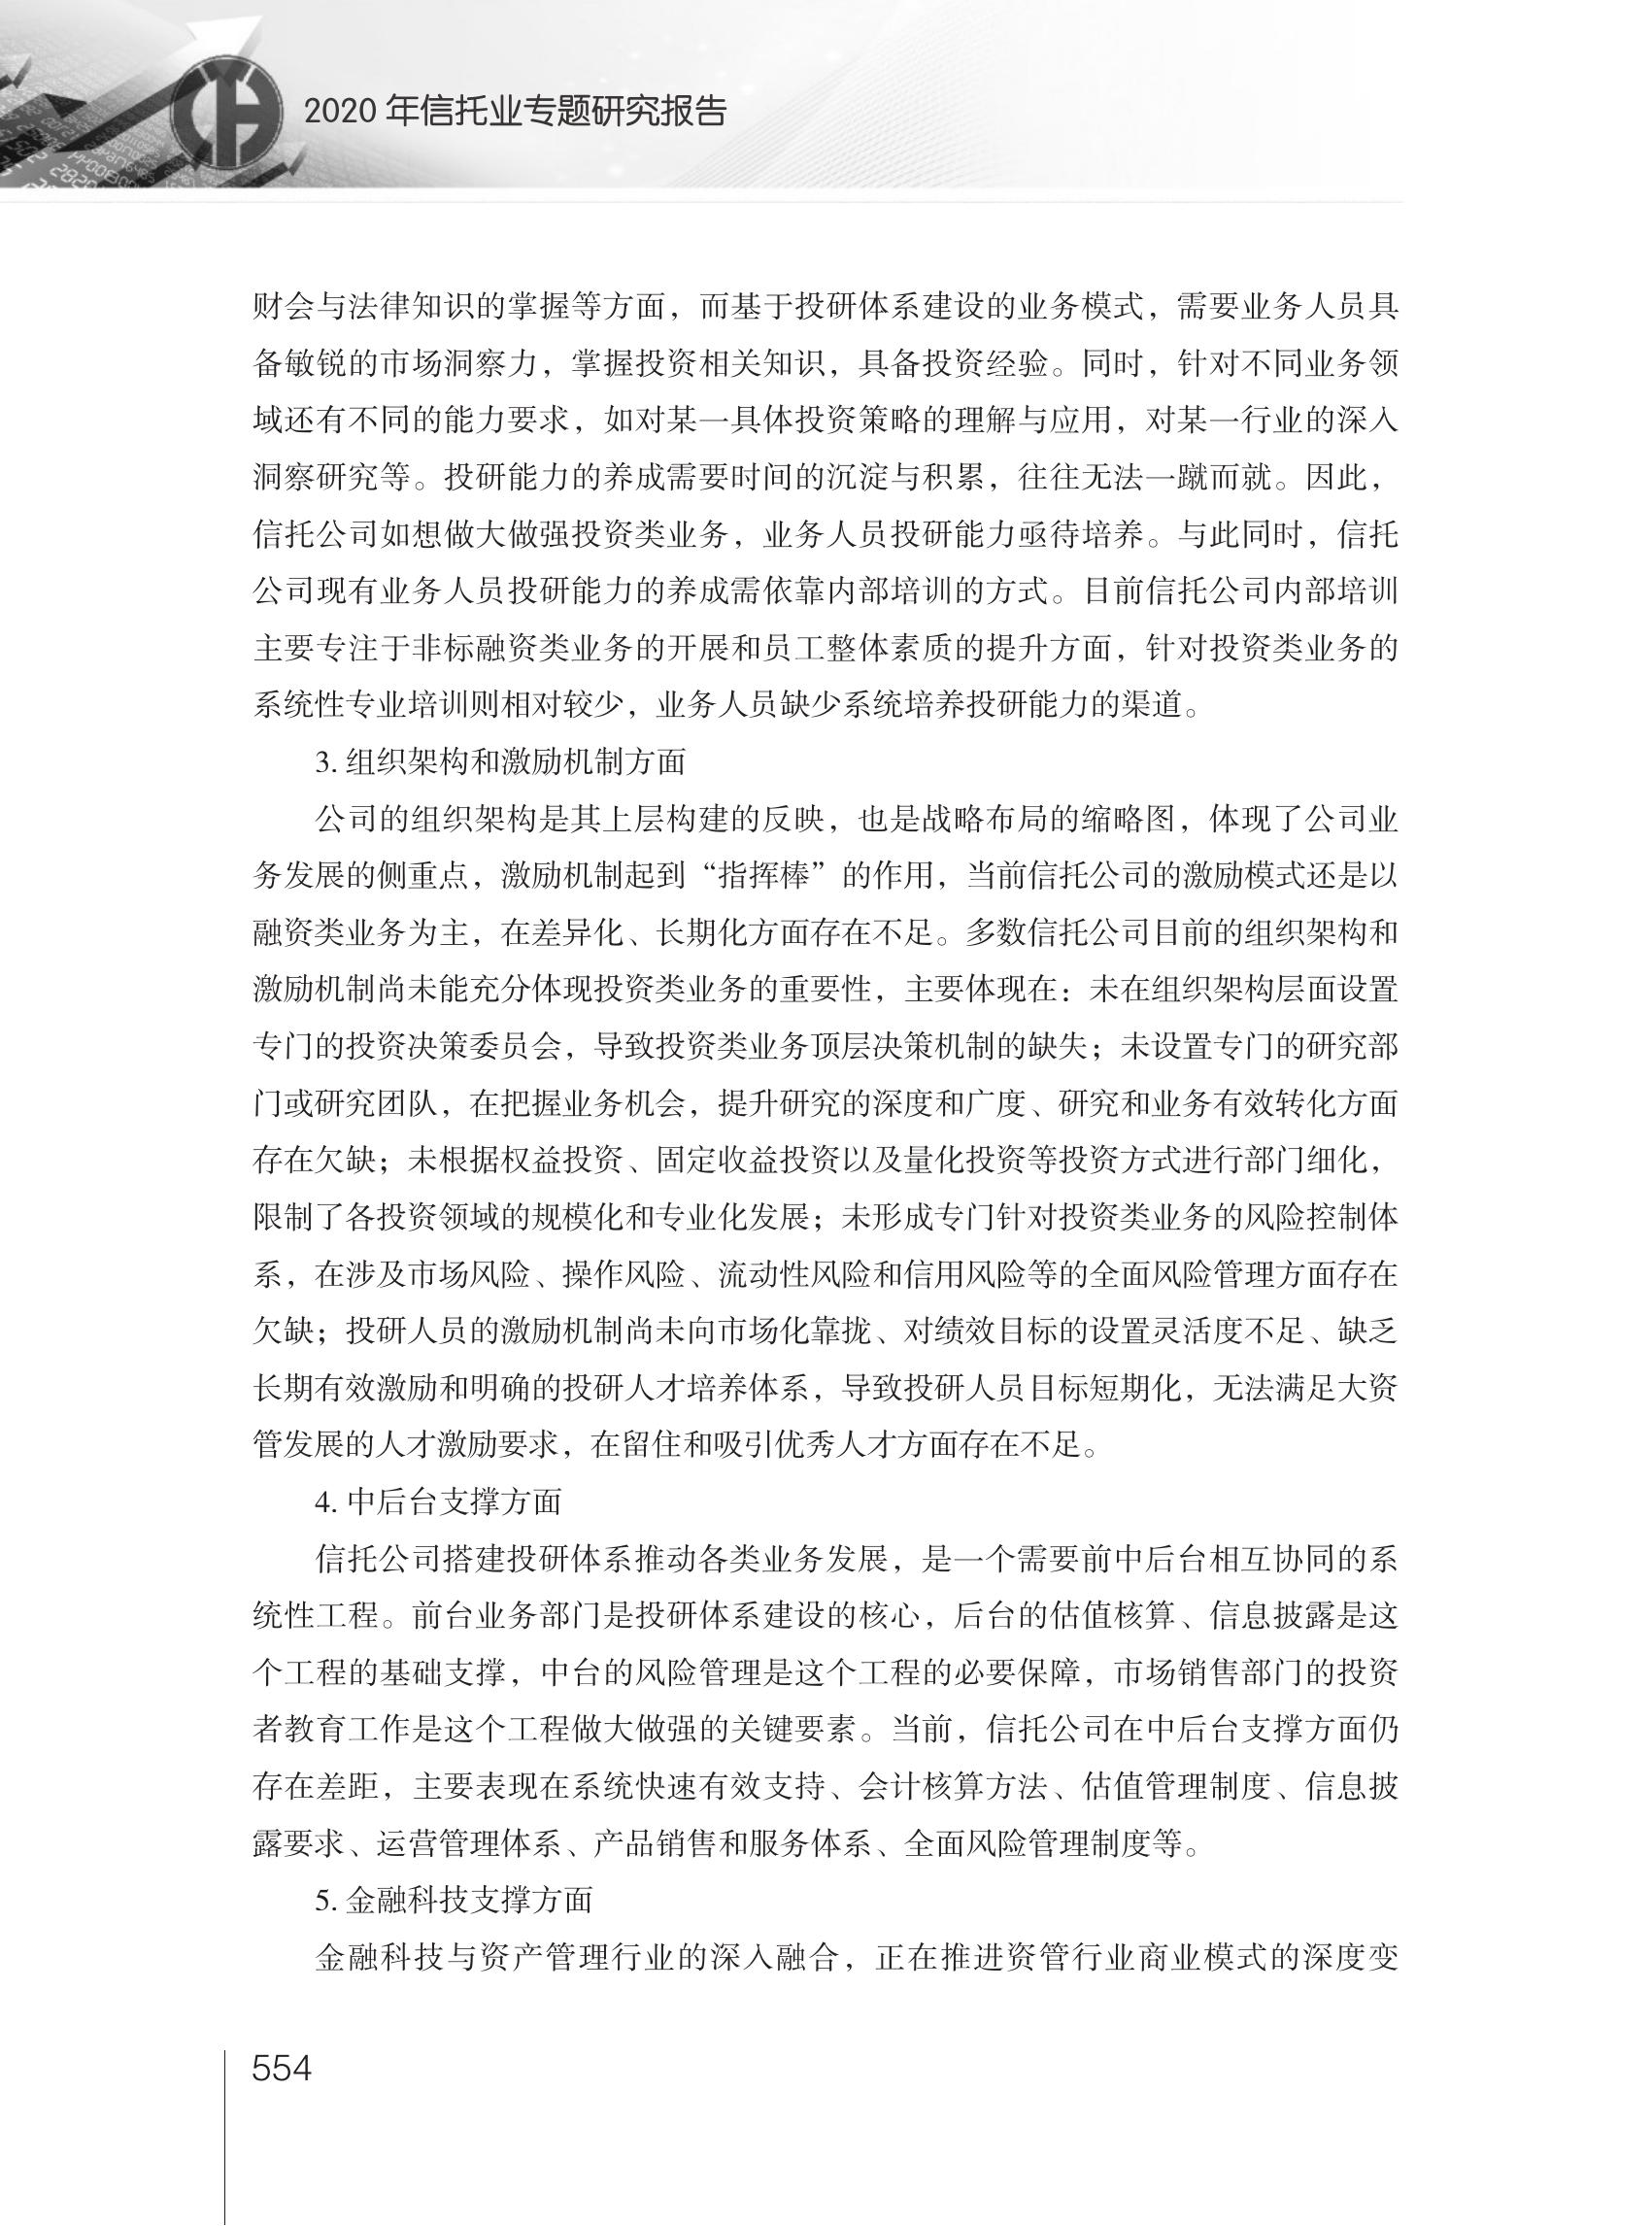 2020 年信托业专题研究报告
财会与法律知识的掌握等方面，而基于投研体系建设的业务模式，需要业务人员具
备敏锐的市场洞察力，掌握投资相关知识，具备投资经验。同时，针对不同业务领
域还有不同的能力要求，如对某一具体投资策略的理解与应用，对某一行业的深入
洞察研究等。投研能力的养成需要时间的沉淀与积累，往往无法一蹴而就。因此，
信托公司如想做大做强投资类业务，业务人员投研能力亟待培养。与此同时，信托
公司现有业务人员投研能力的养成需依靠内部培训的方式。目前信托公司内部培训
主要专注于非标融资类业务的开展和员工整体素质的提升方面，针对投资类业务的
系统性专业培训则相对较少，业务人员缺少系统培养投研能力的渠道。
3. 组织架构和激励机制方面
公司的组织架构是其上层构建的反映，也是战略布局的缩略图，体现了公司业
务发展的侧重点，激励机制起到“指挥棒”的作用，当前信托公司的激励模式还是以
融资类业务为主，在差异化、长期化方面存在不足。多数信托公司目前的组织架构和
激励机制尚未能充分体现投资类业务的重要性，主要体现在：未在组织架构层面设置
专门的投资决策委员会，导致投资类业务顶层决策机制的缺失；未设置专门的研究部
门或研究团队，在把握业务机会，提升研究的深度和广度、研究和业务有效转化方面
存在欠缺；未根据权益投资、固定收益投资以及量化投资等投资方式进行部门细化，
限制了各投资领域的规模化和专业化发展；未形成专门针对投资类业务的风险控制体
系，在涉及市场风险、操作风险、流动性风险和信用风险等的全面风险管理方面存在
欠缺；投研人员的激励机制尚未向市场化靠拢、对绩效目标的设置灵活度不足、缺乏
长期有效激励和明确的投研人才培养体系，导致投研人员目标短期化，无法满足大资
管发展的人才激励要求，在留住和吸引优秀人才方面存在不足。
4. 中后台支撑方面
信托公司搭建投研体系推动各类业务发展，是一个需要前中后台相互协同的系
统性工程。前台业务部门是投研体系建设的核心，后台的估值核算、信息披露是这
个工程的基础支撑，中台的风险管理是这个工程的必要保障，市场销售部门的投资
者教育工作是这个工程做大做强的关键要素。当前，信托公司在中后台支撑方面仍
存在差距，主要表现在系统快速有效支持、会计核算方法、估值管理制度、信息披
露要求、运营管理体系、产品销售和服务体系、全面风险管理制度等。
5. 金融科技支撑方面
金融科技与资产管理行业的深入融合，正在推进资管行业商业模式的深度变
554